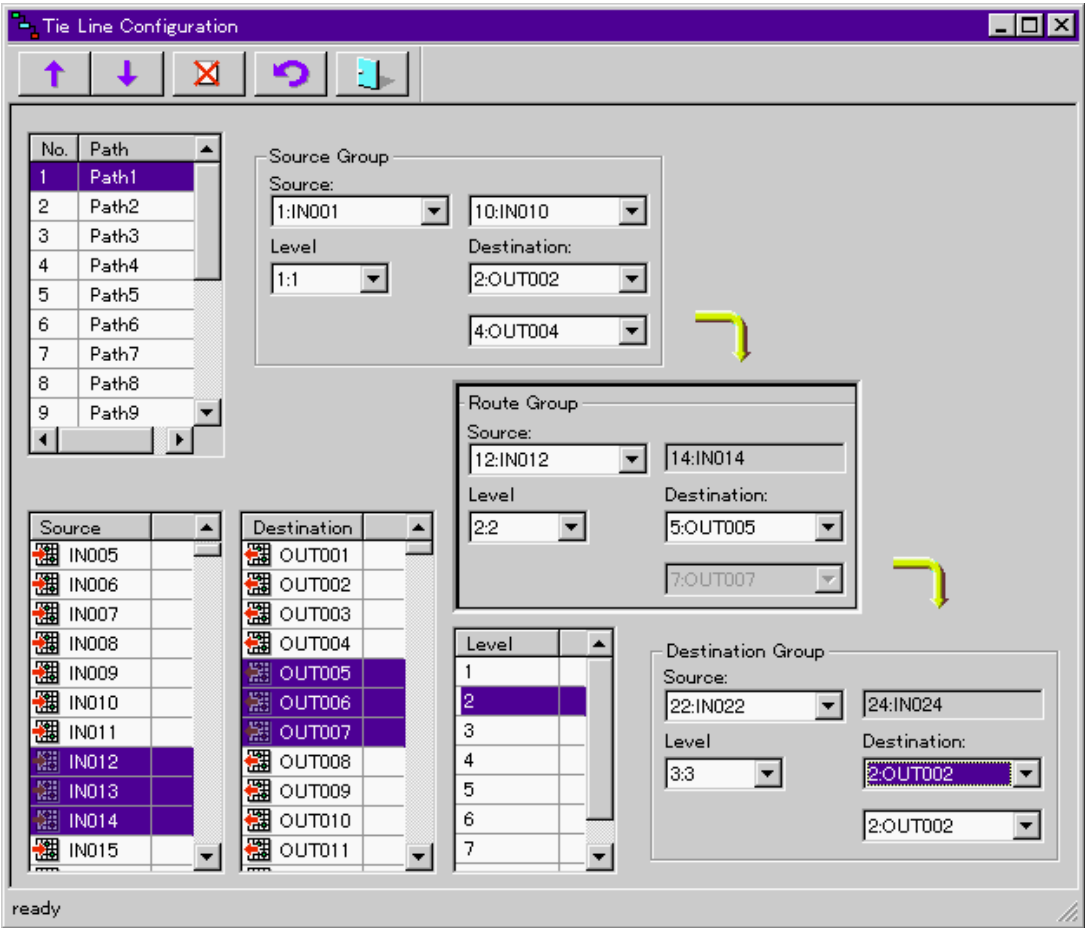 Tie Line Configuration
No. Path
1 Path1
2 Path2
3 Path3
4 Path4
5 Path5
6 Path6
7 Path7
8 Path8
9 Path9
Source Group
Source:
1:IN001 10:IN010
Level Destination:
1:1 2:OUT002
4:OUT004
Route Group
Source:
12:IN012 14:IN014
Level Destination:
2:2 5:OUT005
7:OUT007
Source
IN005
IN006
IN007
IN008
IN009
IN010
IN011
IN012
IN013
IN014
IN015
Destination
OUT001
OUT002
OUT003
OUT004
OUT005
OUT006
OUT007
OUT008
OUT009
OUT010
OUT011
Level
1
2
3
4
5
6
7
Destination Group
Source:
22:IN022 24:IN024
Level Destination:
3:3 2:OUT002
2:OUT002
ready